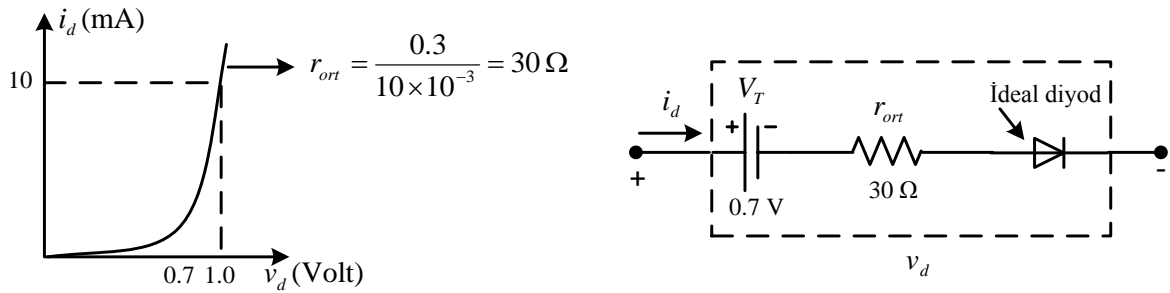 i_d (mA)
10
0.7 1.0
v_d (Volt)
r_ort = 0.3 / 10×10⁻³ = 30 Ω
i_d
V_T
+ −
0.7 V
r_ort
30 Ω
İdeal diyod
+
-
v_d